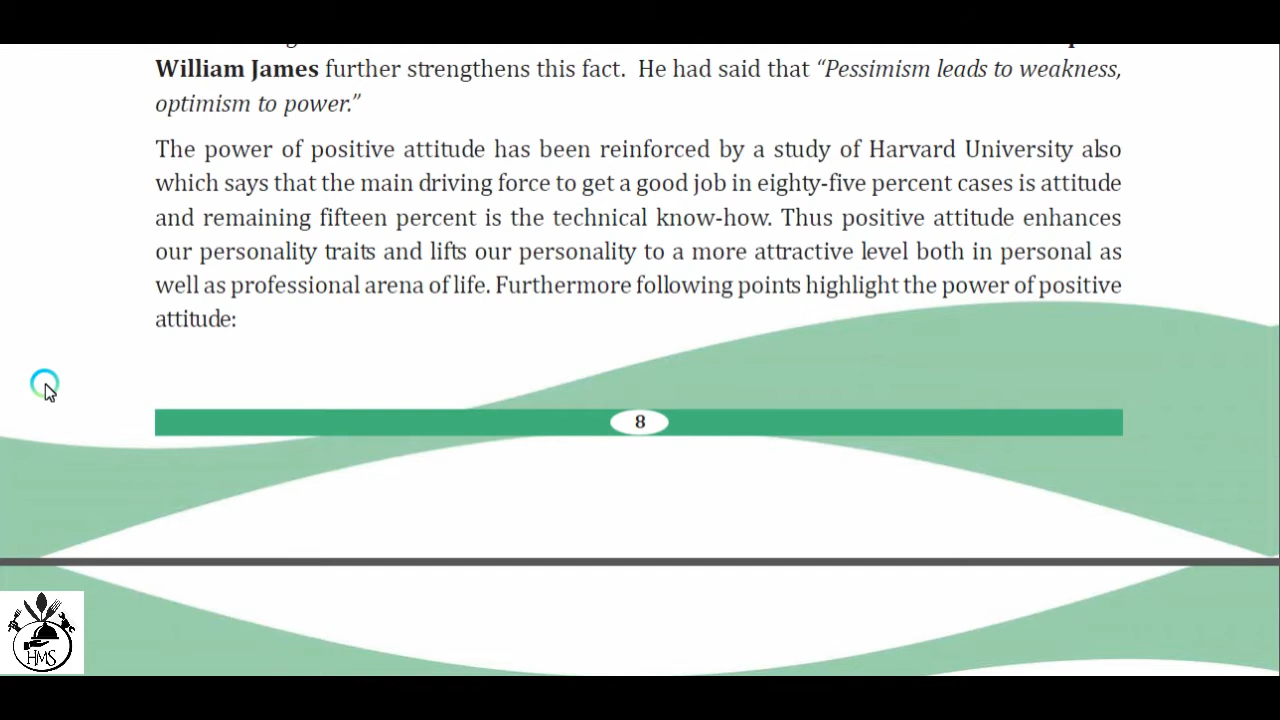 William James further strengthens this fact. He had said that “Pessimism leads to weakness,
optimism to power.”
The power of positive attitude has been reinforced by a study of Harvard University also
which says that the main driving force to get a good job in eighty-five percent cases is attitude
and remaining fifteen percent is the technical know-how. Thus positive attitude enhances
our personality traits and lifts our personality to a more attractive level both in personal as
well as professional arena of life. Furthermore following points highlight the power of positive
attitude:
8
HMS